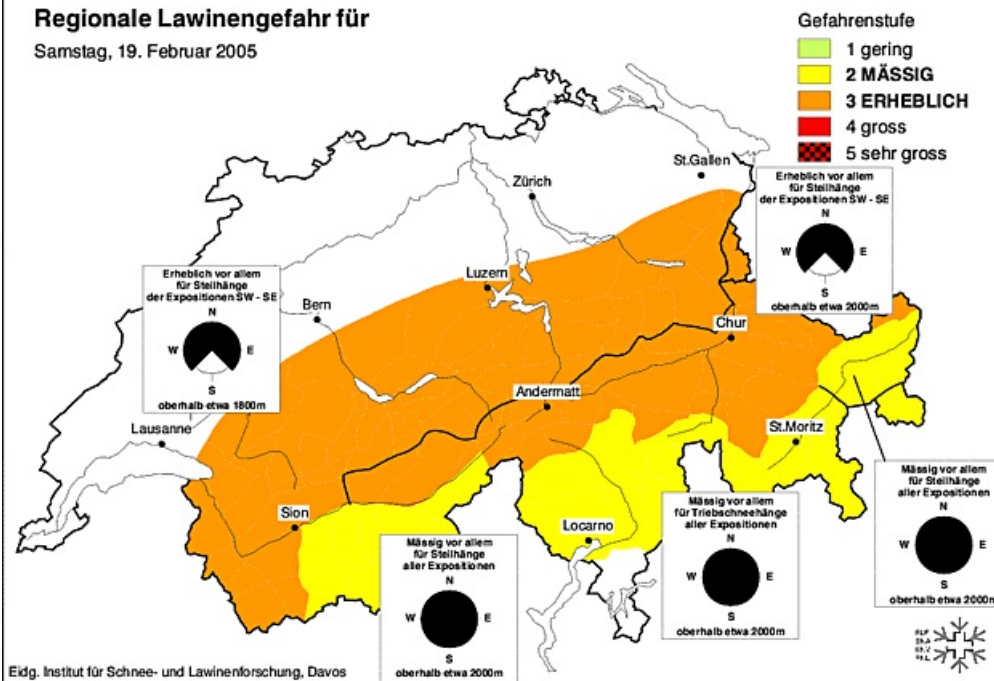 Regionale Lawinengefahr für
Samstag, 19. Februar 2005
Gefahrenstufe
1 gering
2 MÄSSIG
3 ERHEBLICH
4 gross
5 sehr gross
St.Gallen
Zürich
Erheblich vor allem
für Steilhänge
der Expositionen SW - SE
N
W E
S
oberhalb etwa 2000m
Luzern
Erheblich vor allem
für Steilhänge
der Expositionen SW - SE
N
W E
S
oberhalb etwa 1800m
Bern
Chur
Andermatt
Lausanne
St.Moritz
Sion
Locarno
Mässig vor allem
für Steilhänge
aller Expositionen
N
W E
S
oberhalb etwa 2000m
Mässig vor allem
für Triebschneehänge
aller Expositionen
N
W E
S
oberhalb etwa 2000m
Mässig vor allem
für Steilhänge
aller Expositionen
N
W E
S
oberhalb etwa 2000m
Eidg. Institut für Schnee- und Lawinenforschung, Davos